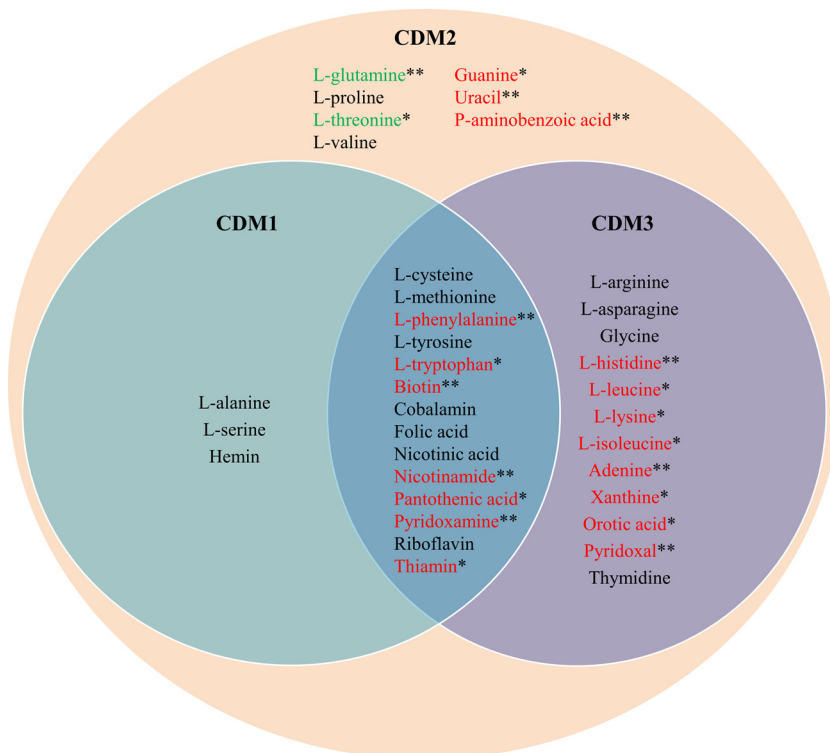 CDM2
L-glutamine** Guanine*
L-proline Uracil**
L-threonine* P-aminobenzoic acid**
L-valine
CDM1
L-alanine
L-serine
Hemin
L-cysteine
L-methionine
L-phenylalanine**
L-tyrosine
L-tryptophan*
Biotin**
Cobalamin
Folic acid
Nicotinic acid
Nicotinamide**
Pantothenic acid*
Pyridoxamine**
Riboflavin
Thiamin*
CDM3
L-arginine
L-asparagine
Glycine
L-histidine**
L-leucine*
L-lysine*
L-isoleucine*
Adenine**
Xanthine*
Orotic acid*
Pyridoxal**
Thymidine